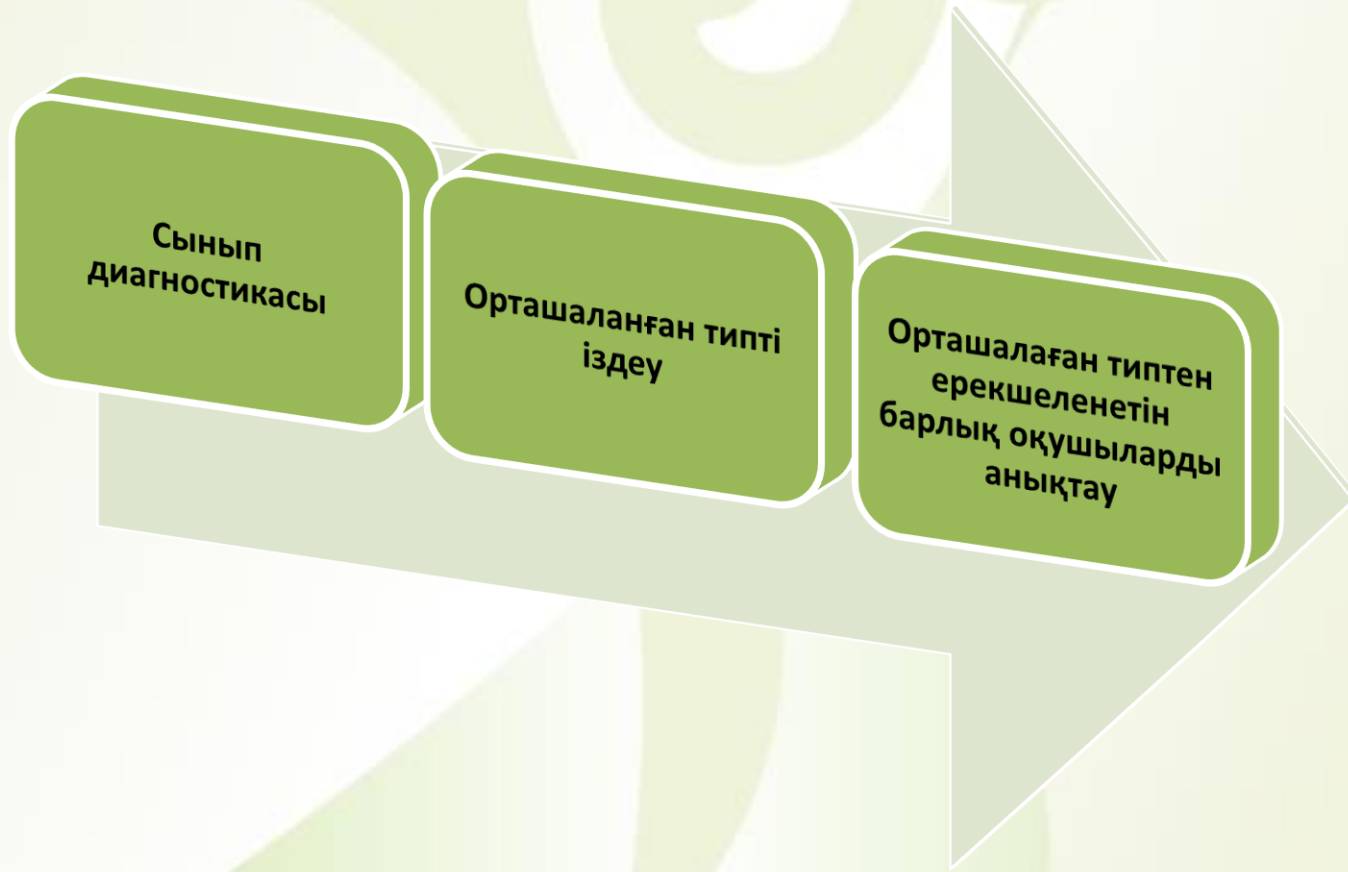 Сынып
диагностикасы
Орташаланған типті
іздеу
Орташалаған типтен
ерекшеленетін
барлық оқушыларды
анықтау